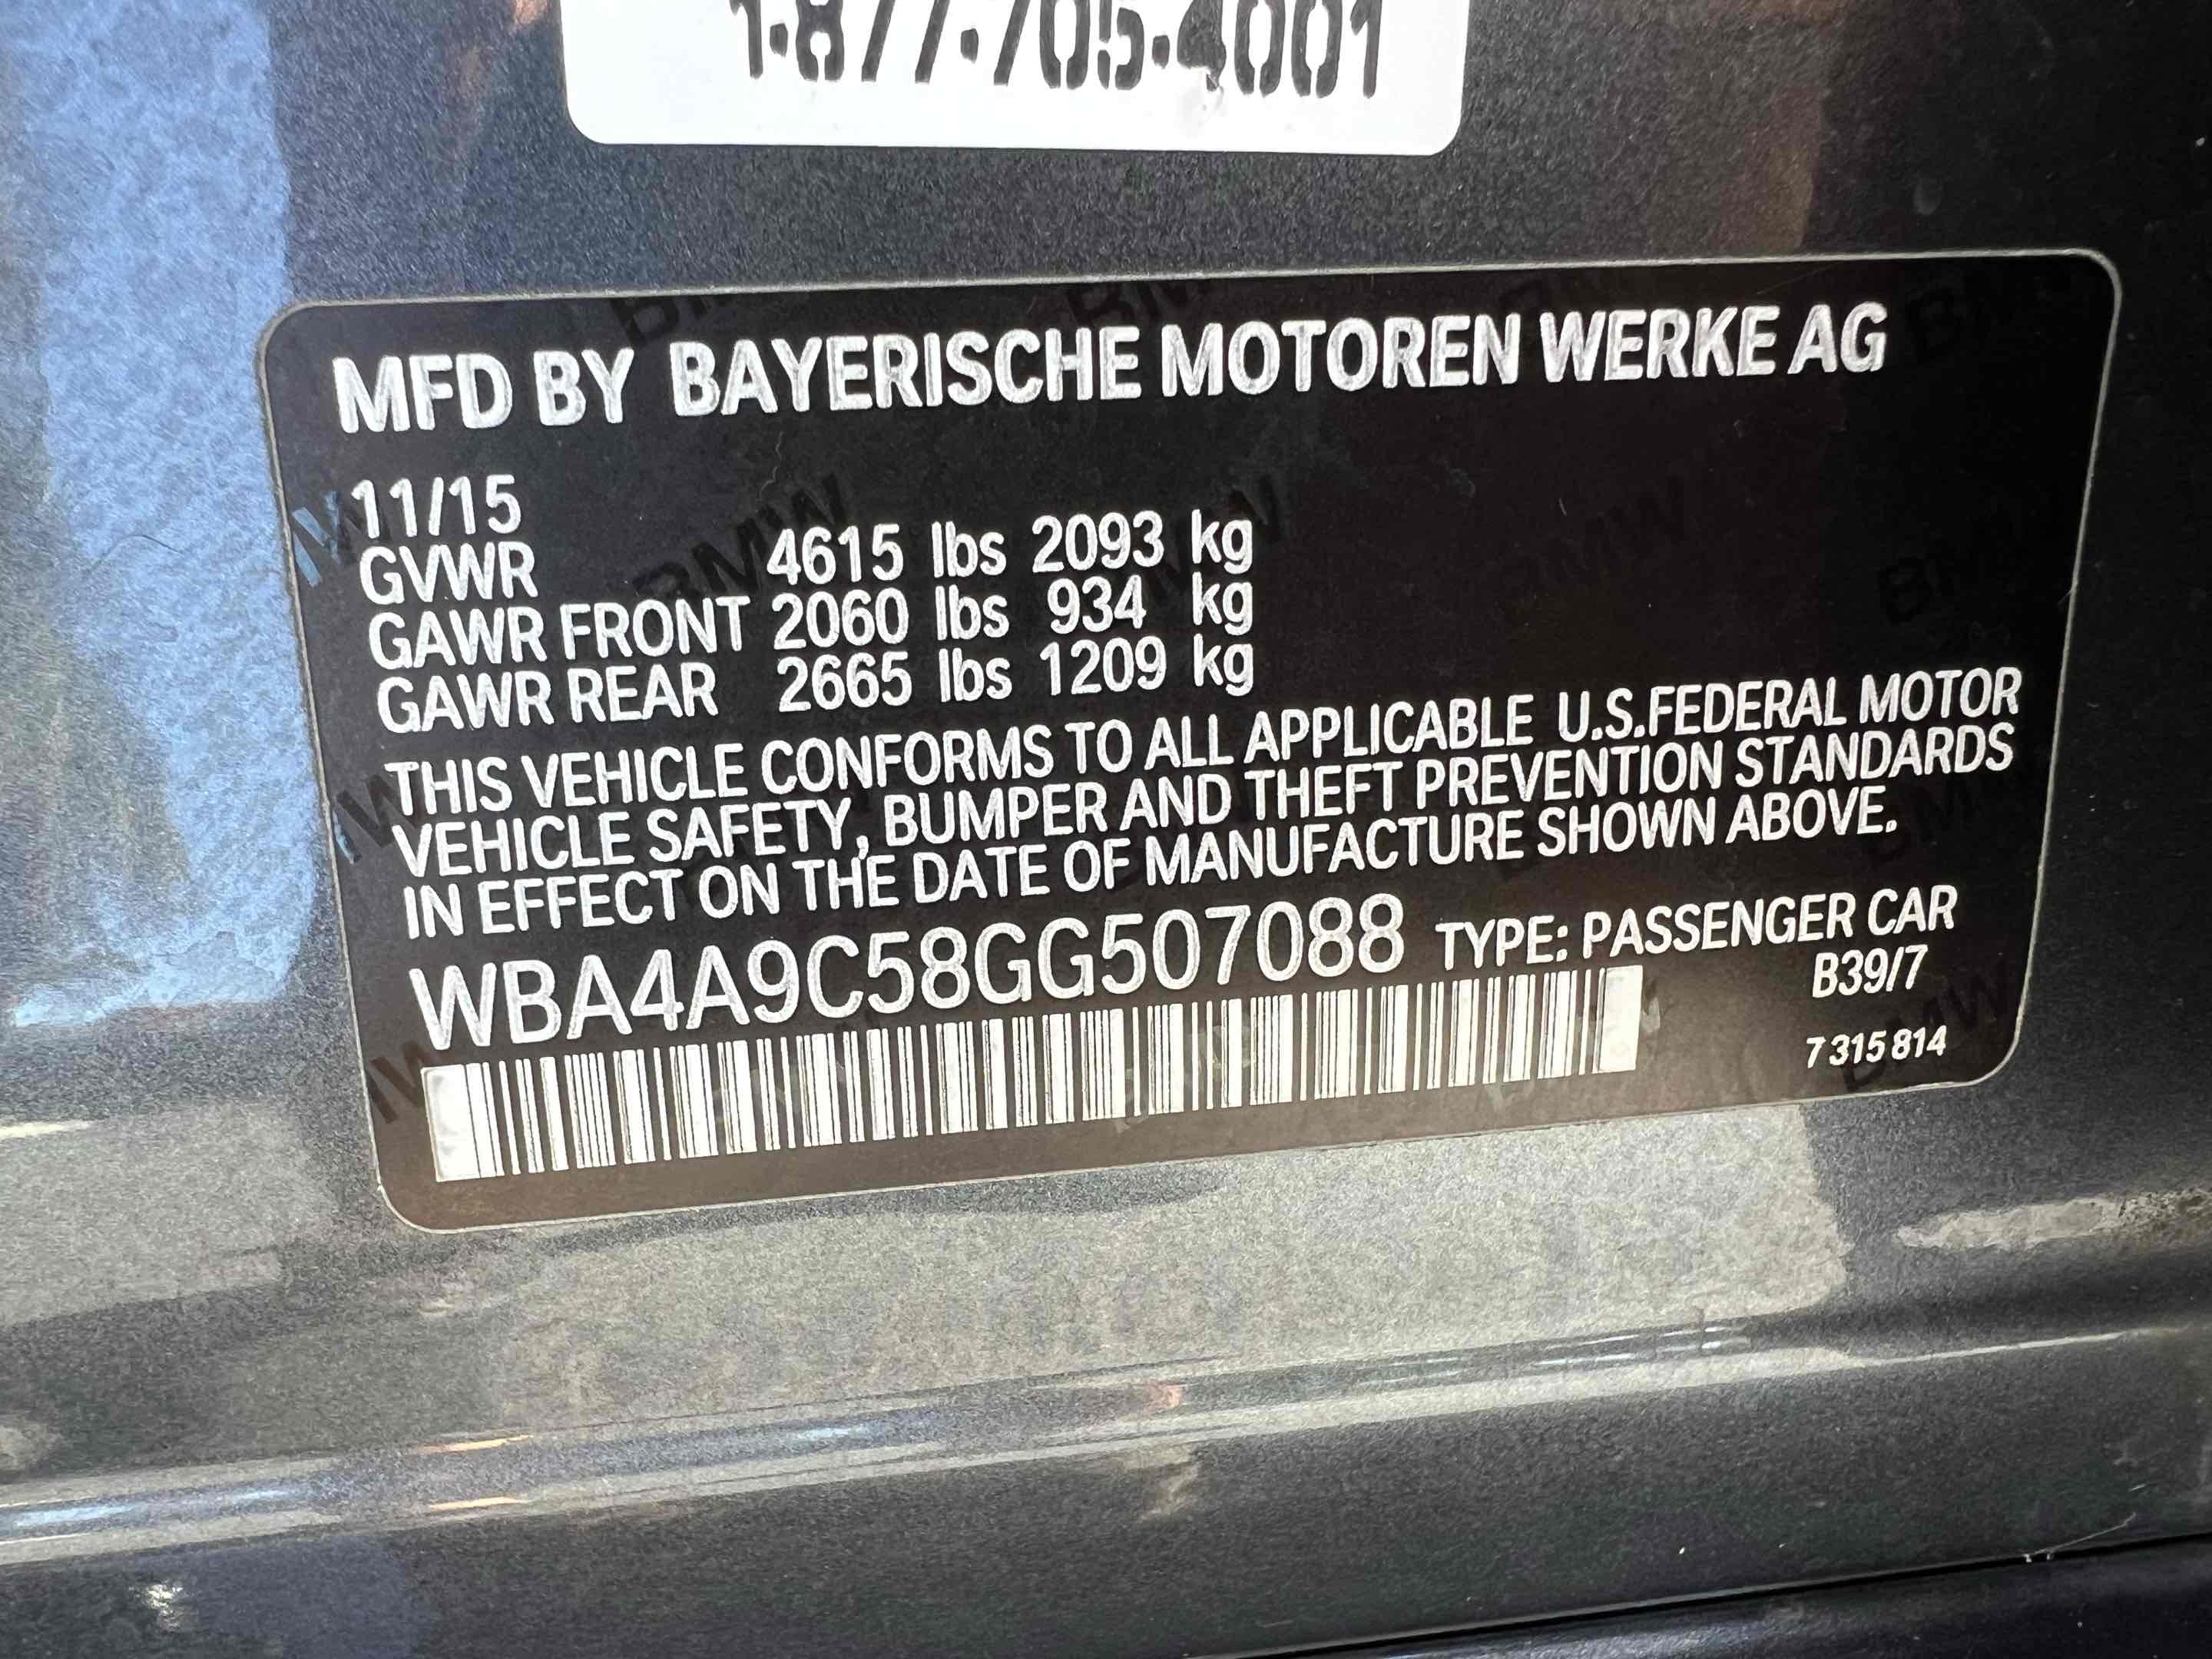 1-877-705-4001
MFD BY BAYERISCHE MOTOREN WERKE AG
11/15
GVWR 4615 lbs 2093 kg
GAWR FRONT 2060 lbs 934 kg
GAWR REAR 2665 lbs 1209 kg
THIS VEHICLE CONFORMS TO ALL APPLICABLE U.S.FEDERAL MOTOR
VEHICLE SAFETY, BUMPER AND THEFT PREVENTION STANDARDS
IN EFFECT ON THE DATE OF MANUFACTURE SHOWN ABOVE.
WBA4A9C58GG507088 TYPE: PASSENGER CAR
B39/7
7 315 814